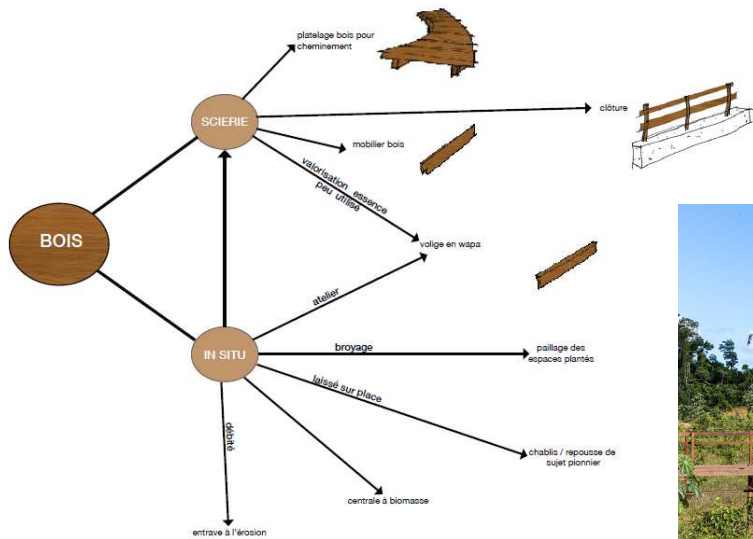 platelage bois pour
cheminement
SCIERIE
clôture
mobilier bois
valorisation essence
peu utilisé
BOIS
volige en wapa
atelier
IN SITU
broyage
paillage des
espaces plantés
laissé sur place
débité
chablis / repousse de
sujet pionnier
centrale à biomasse
entrave à l'érosion